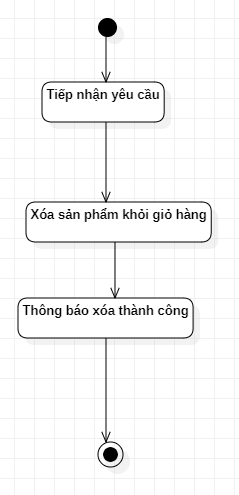 Tiếp nhận yêu cầu
Xóa sản phẩm khỏi giỏ hàng
Thông báo xóa thành công